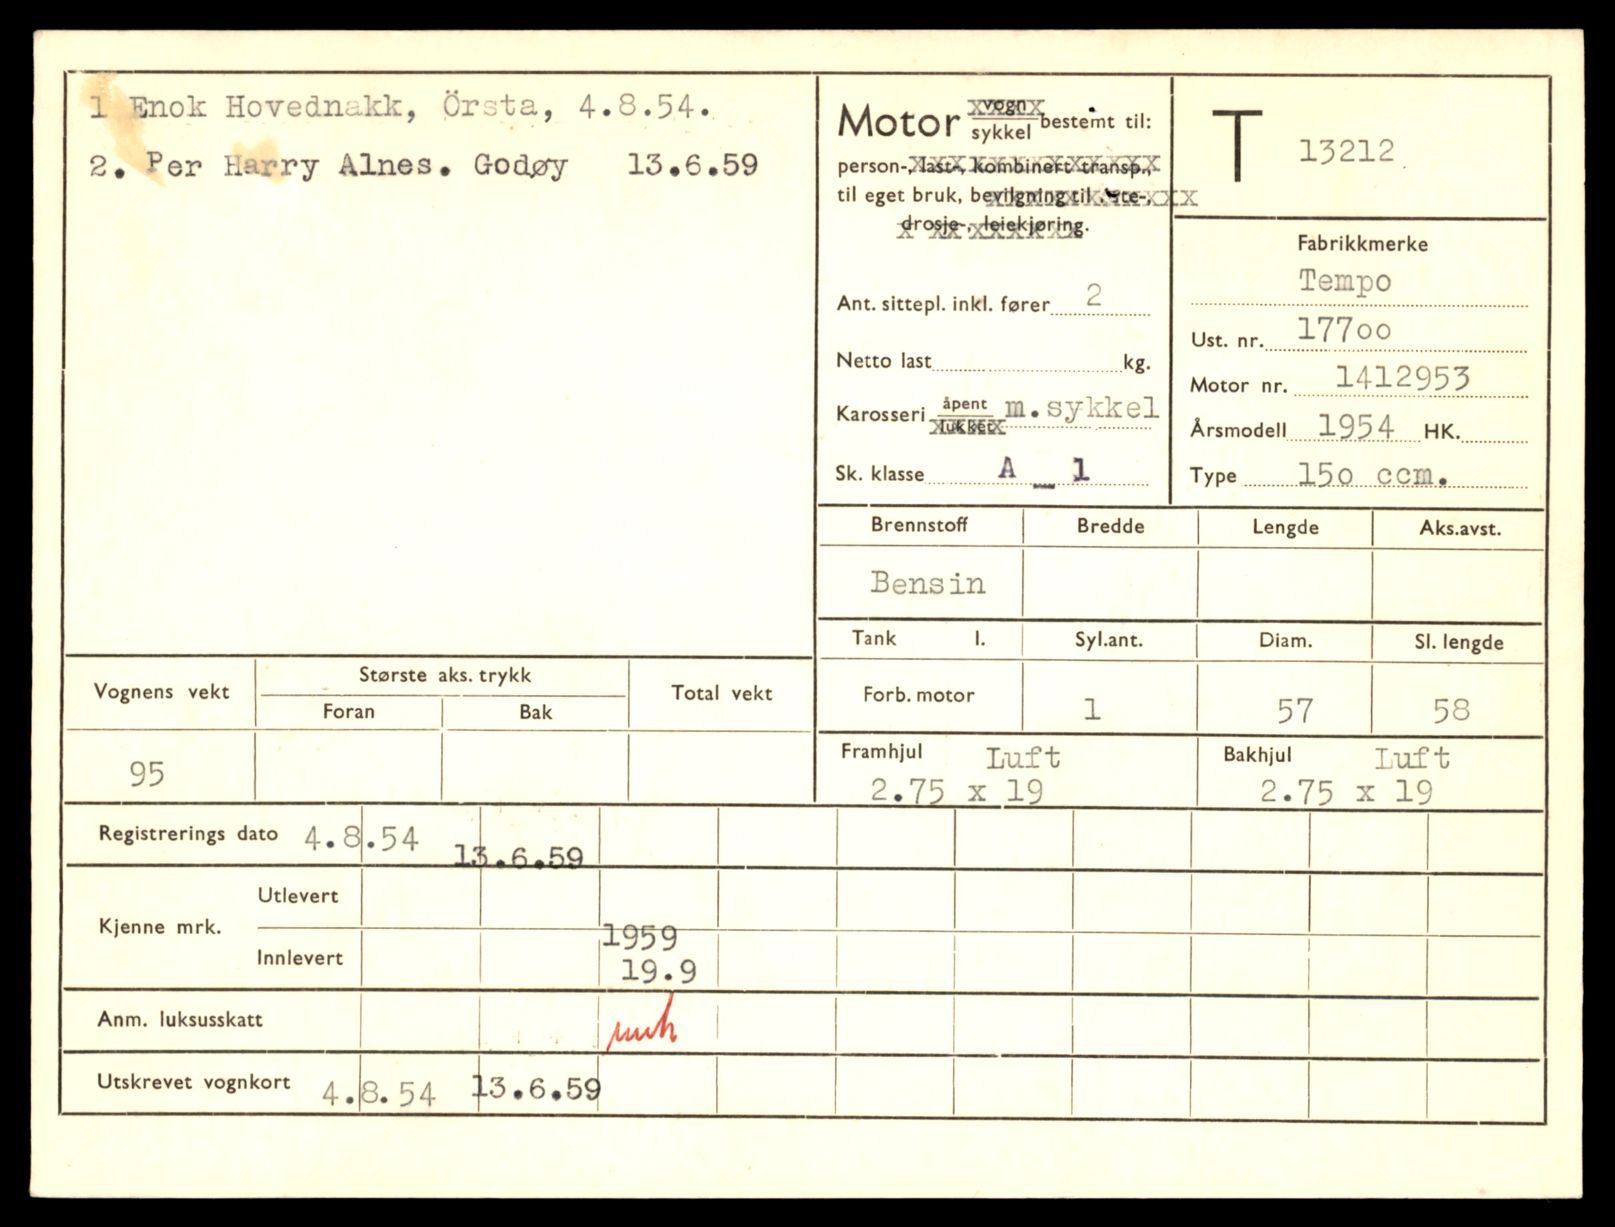 1 Enok Hovednakk, Örsta, 4.8.54.
2. Per Harry Alnes. Godøy 13.6.59
Motor vogn
sykkel bestemt til:
person-, last-, kombinert transp.,
til eget bruk, bevilgning til
drosje-, leiekjøring.
Ant. sittepl. inkl. fører 2
Netto last kg.
Karosseri åpent m.sykkel
lukket
Sk. klasse A _ 1
T 13212
Fabrikkmerke
Tempo
Ust. nr. 17700
Motor nr. 1412953
Årsmodell 1954 HK.
Type 150 ccm.
Brennstoff Bredde Lengde Aks.avst.
Bensin
Tank l. Syl.ant. Diam. Sl. lengde
Forb. motor 1 57 58
Framhjul Luft Bakhjul Luft
2.75 x 19 2.75 x 19
Vognens vekt Største aks. trykk Total vekt
Foran Bak
95
Registrerings dato 4.8.54 13.6.59
Kjenne mrk. Utlevert
1959
Innlevert 19.9
Anm. luksusskatt
Utskrevet vognkort 4.8.54 13.6.59